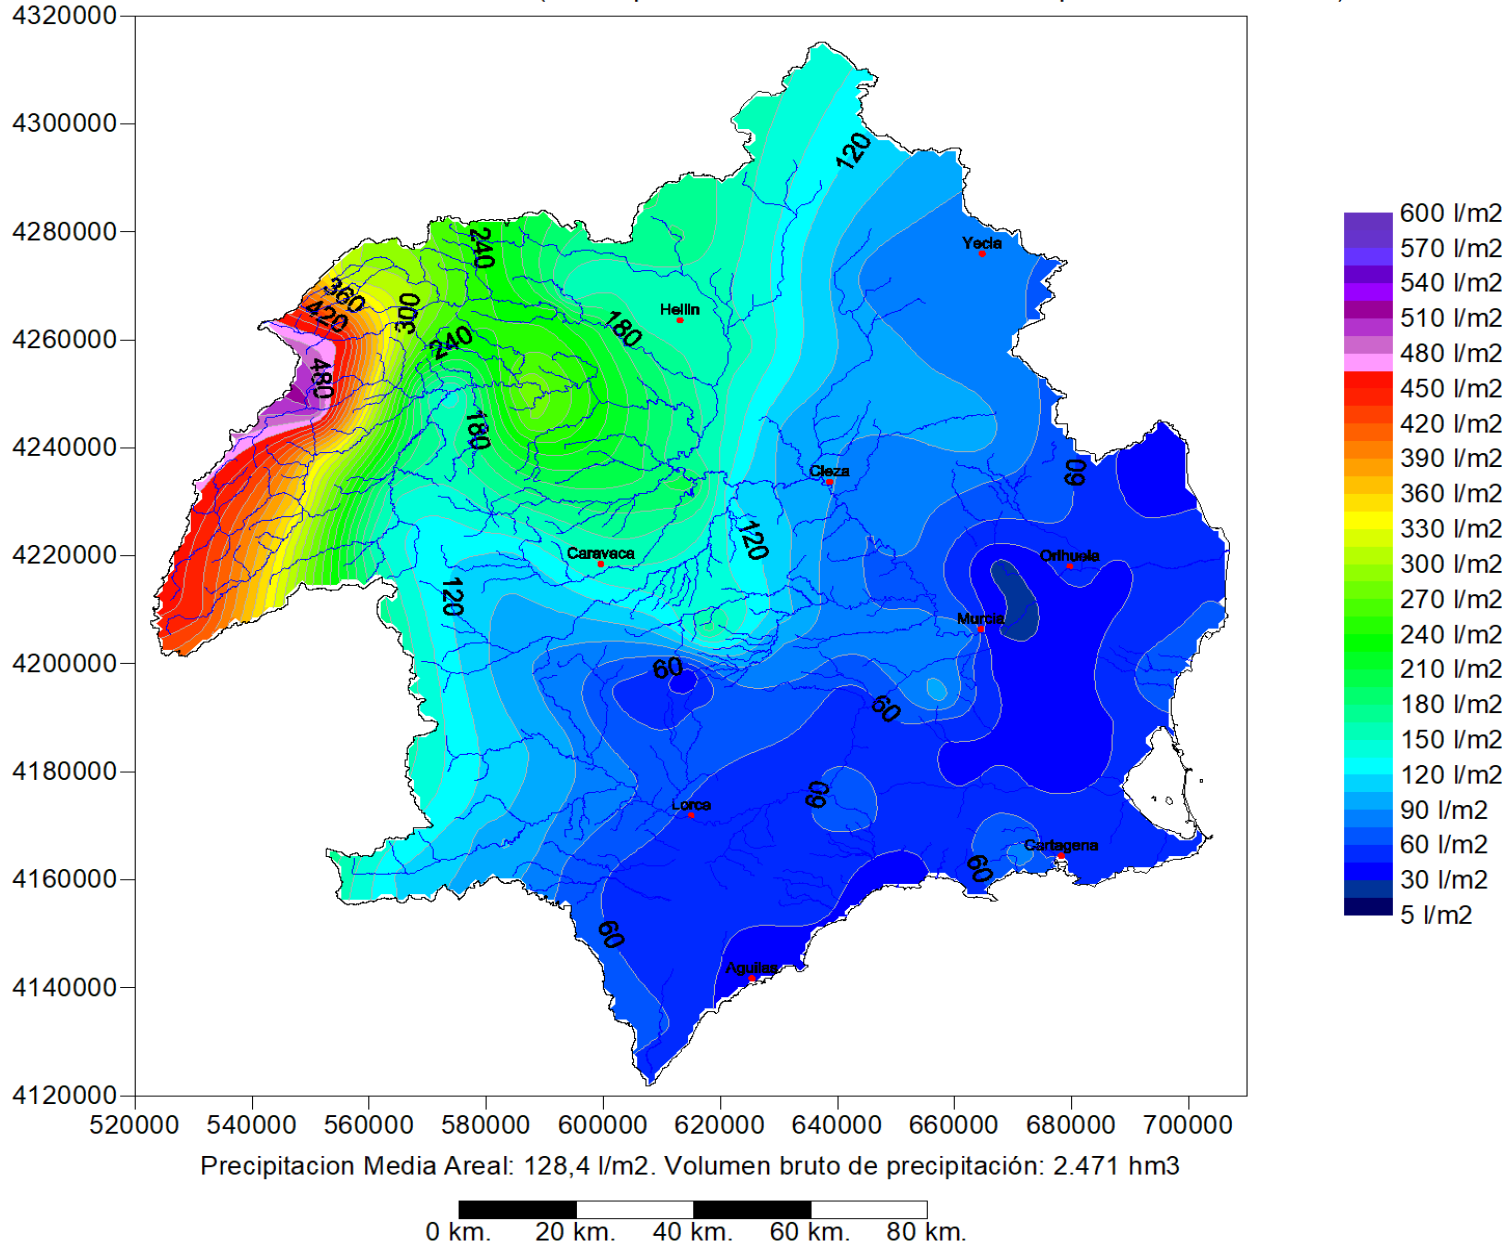 4320000
4300000
4280000
4260000
4240000
4220000
4200000
4180000
4160000
4140000
4120000
520000 540000 560000 580000 600000 620000 640000 660000 680000 700000
120
240
Yecla
360
420
300
Hellin
180
240
480
180
60
Cieza
120
Caravaca
Orihuela
120
Murcia
60
60
60
Lorca
Cartagena
60
60
Aguilas
600 l/m2
570 l/m2
540 l/m2
510 l/m2
480 l/m2
450 l/m2
420 l/m2
390 l/m2
360 l/m2
330 l/m2
300 l/m2
270 l/m2
240 l/m2
210 l/m2
180 l/m2
150 l/m2
120 l/m2
90 l/m2
60 l/m2
30 l/m2
5 l/m2
Precipitacion Media Areal: 128,4 l/m2. Volumen bruto de precipitación: 2.471 hm3
0 km. 20 km. 40 km. 60 km. 80 km.